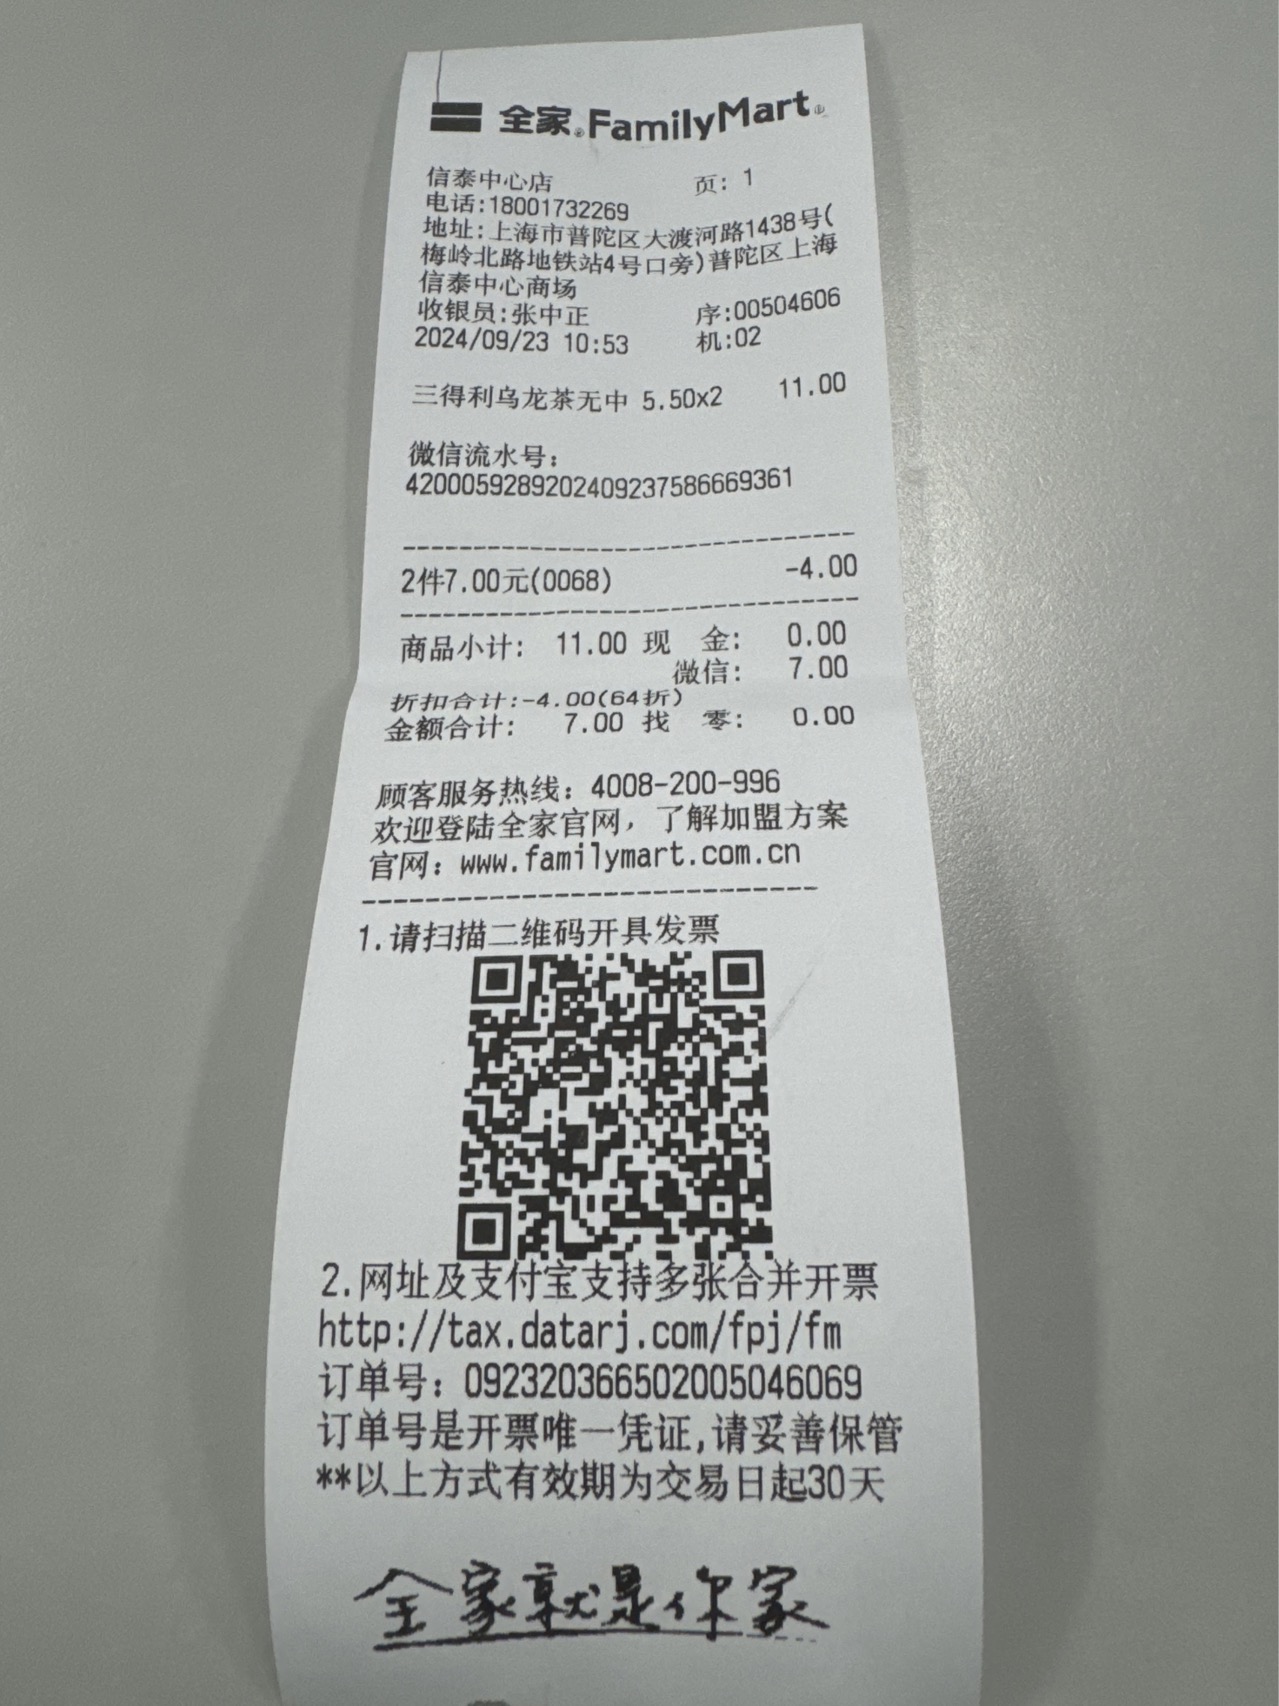 全家 FamilyMart
信泰中心店 页: 1
电话:18001732269
地址:上海市普陀区大渡河路1438号(
梅岭北路地铁站4号口旁)普陀区上海
信泰中心商场
收银员:张中正 序:00504606
2024/09/23 10:53 机:02
三得利乌龙茶无中 5.50x2 11.00
微信流水号:
4200059289202409237586669361
2件7.00元(0068) -4.00
商品小计: 11.00 现 金: 0.00
微信: 7.00
折扣合计:-4.00(64折)
金额合计: 7.00 找 零: 0.00
顾客服务热线: 4008-200-996
欢迎登陆全家官网,了解加盟方案
官网: www.familymart.com.cn
1.请扫描二维码开具发票
2.网址及支付宝支持多张合并开票
http://tax.datarj.com/fpj/fm
订单号: 092320366502005046069
订单号是开票唯一凭证,请妥善保管
**以上方式有效期为交易日起30天
全家就是你家